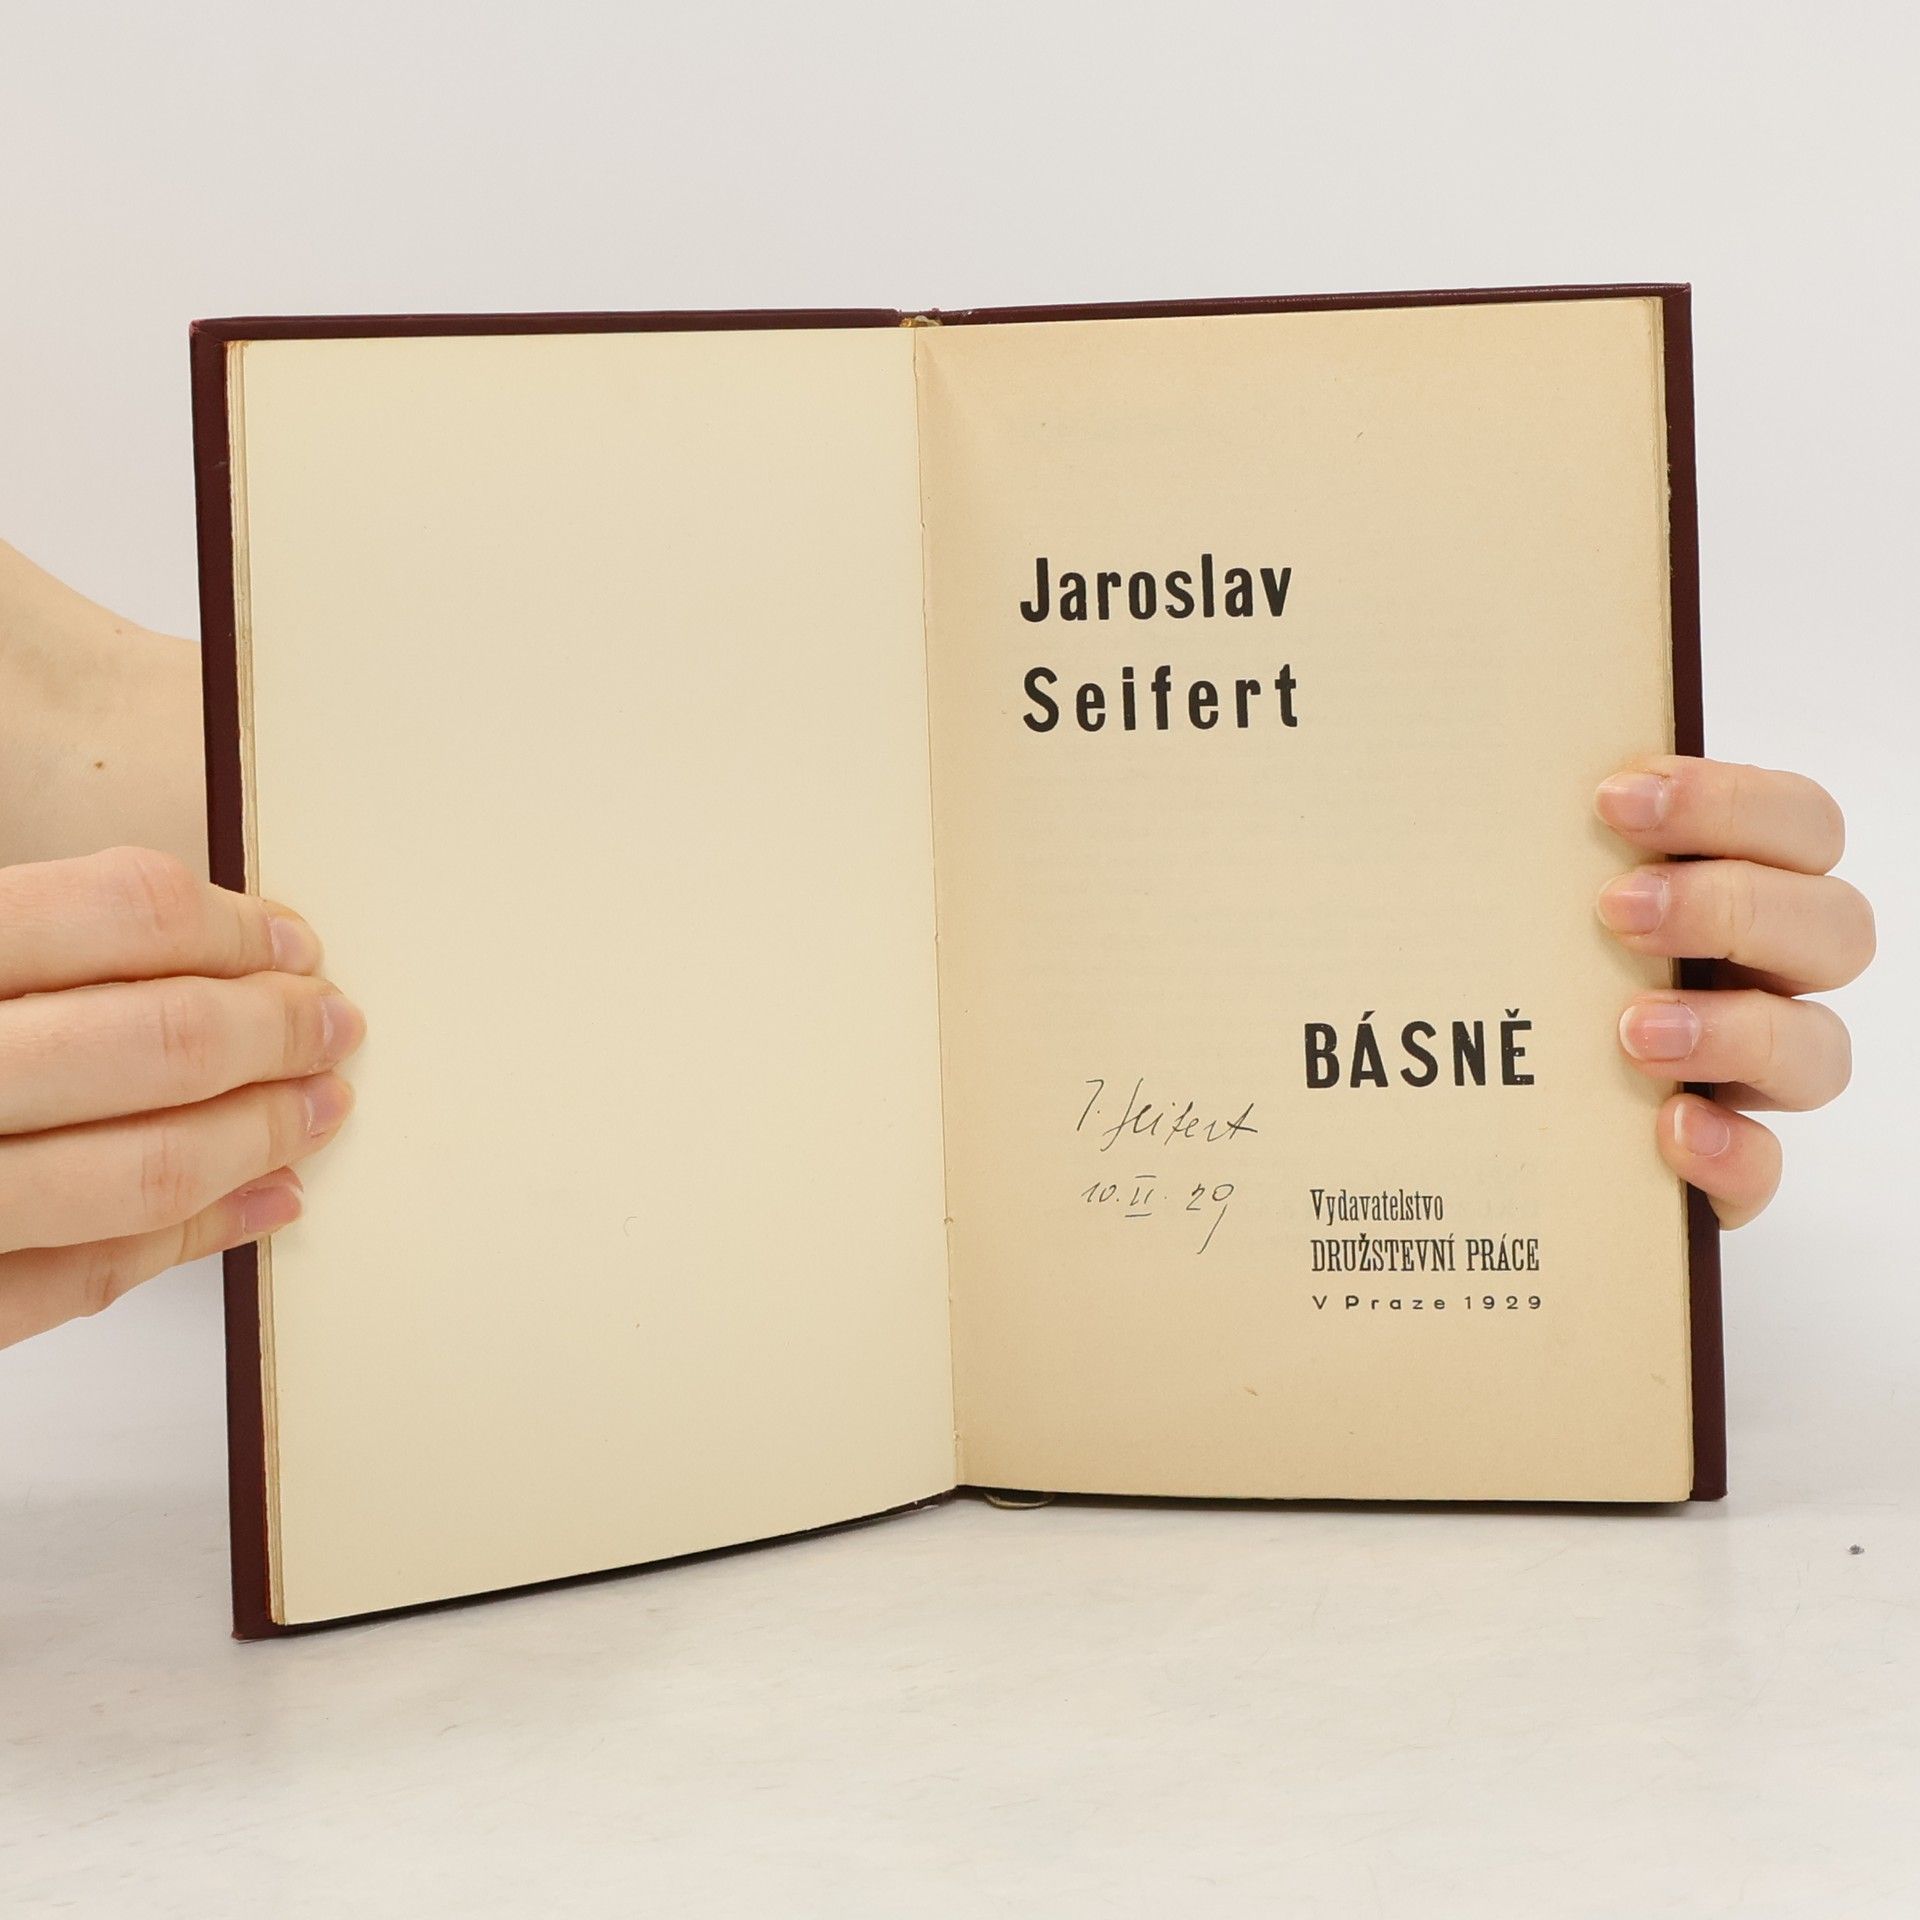 Jaroslav
Seifert
BÁSNĚ
J. Seifert
10. II. 29
Vydavatelstvo
DRUŽSTEVNÍ PRÁCE
V Praze 1929